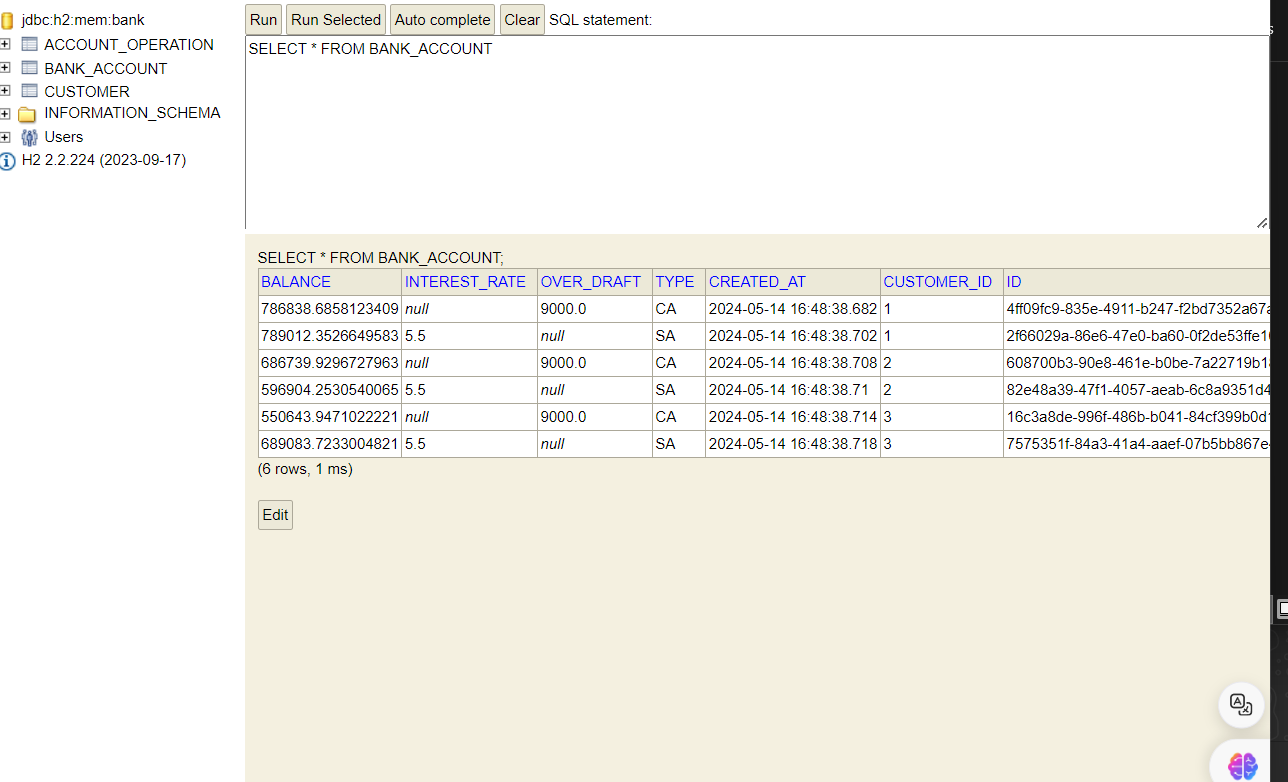 jdbc:h2:mem:bank
ACCOUNT_OPERATION
BANK_ACCOUNT
CUSTOMER
INFORMATION_SCHEMA
Users
H2 2.2.224 (2023-09-17)
Run Run Selected Auto complete Clear SQL statement:
SELECT * FROM BANK_ACCOUNT
SELECT * FROM BANK_ACCOUNT;
BALANCE INTEREST_RATE OVER_DRAFT TYPE CREATED_AT CUSTOMER_ID ID
786838.6858123409 null 9000.0 CA 2024-05-14 16:48:38.682 1 4ff09fc9-835e-4911-b247-f2bd7352a67a
789012.3526649583 5.5 null SA 2024-05-14 16:48:38.702 1 2f66029a-86e6-47e0-ba60-0f2de53ffe1
686739.9296727963 null 9000.0 CA 2024-05-14 16:48:38.708 2 608700b3-90e8-461e-b0be-7a22719b1
596904.2530540065 5.5 null SA 2024-05-14 16:48:38.71 2 82e48a39-47f1-4057-aeab-6c8a9351d4
550643.9471022221 null 9000.0 CA 2024-05-14 16:48:38.714 3 16c3a8de-996f-486b-b041-84cf399b0d
689083.7233004821 5.5 null SA 2024-05-14 16:48:38.718 3 7575351f-84a3-41a4-aaef-07b5bb867e
(6 rows, 1 ms)
Edit